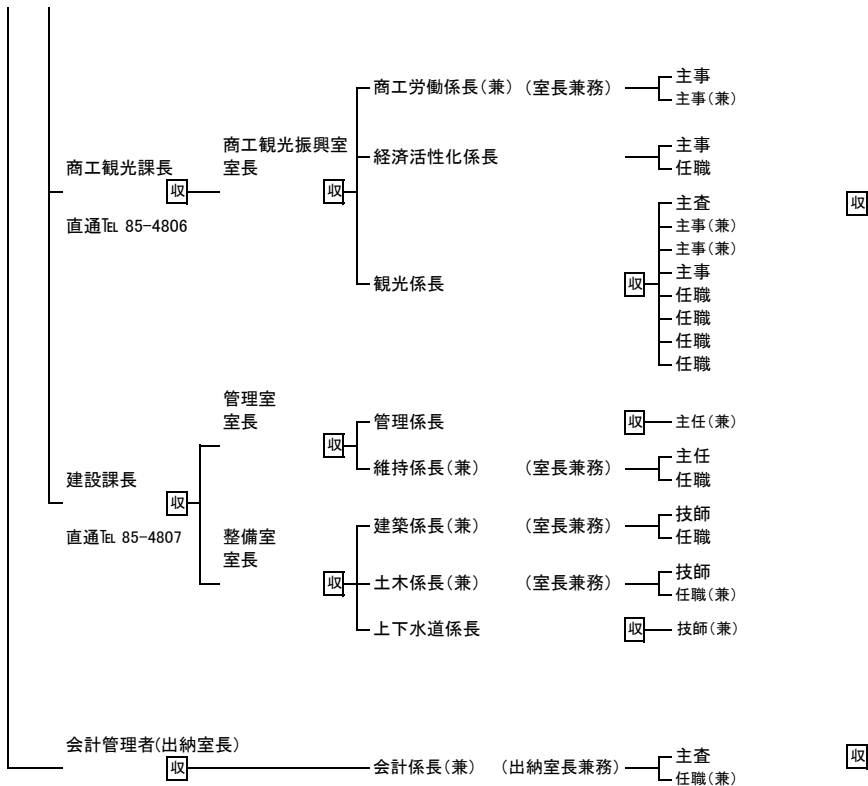 商工労働係長(兼) (室長兼務) 主事
主事(兼)
商工観光振興室
室長
経済活性化係長 主事
任職
商工観光課長
収 収
直通℡ 85-4806
主査 収
主事(兼)
主事(兼)
観光係長 収 主事
任職
任職
任職
任職
管理室
室長
管理係長 収 主任(兼)
収
維持係長(兼) (室長兼務) 主任
任職
建設課長
収
直通℡ 85-4807
整備室
室長
建築係長(兼) (室長兼務) 技師
任職
収 土木係長(兼) (室長兼務) 技師
任職(兼)
上下水道係長 収 技師(兼)
会計管理者(出納室長)
収 会計係長(兼) (出納室長兼務) 主査 収
任職(兼)